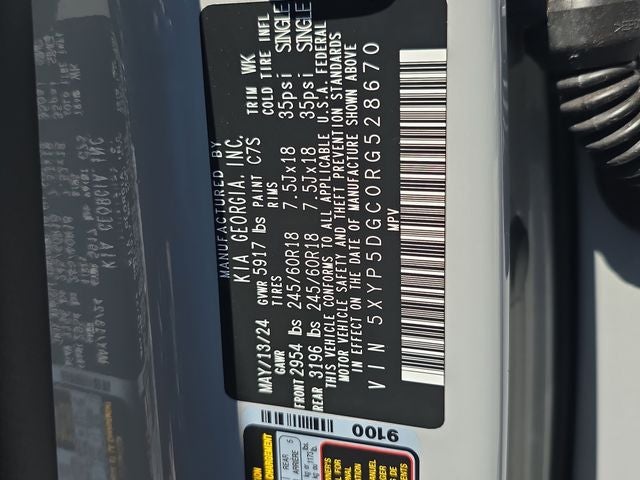 MANUFACTURED BY
KIA GEORGIA, INC.
MAY/13/24 GVWR 5917 lbs PAINT C7S TRIM WK
GAWR TIRES RIMS COLD TIRE INFL
FRONT 2954 lbs 245/60R18 7.5Jx18 35psi SINGLE
REAR 3196 lbs 245/60R18 7.5Jx18 35psi SINGLE
THIS VEHICLE CONFORMS TO ALL APPLICABLE U.S.A. FEDERAL
MOTOR VEHICLE SAFETY AND THEFT PREVENTION STANDARDS
IN EFFECT ON THE DATE OF MANUFACTURE SHOWN ABOVE
VIN 5XYP5DGC0RG528670
MPV
9100
REAR
ARRIÈRE